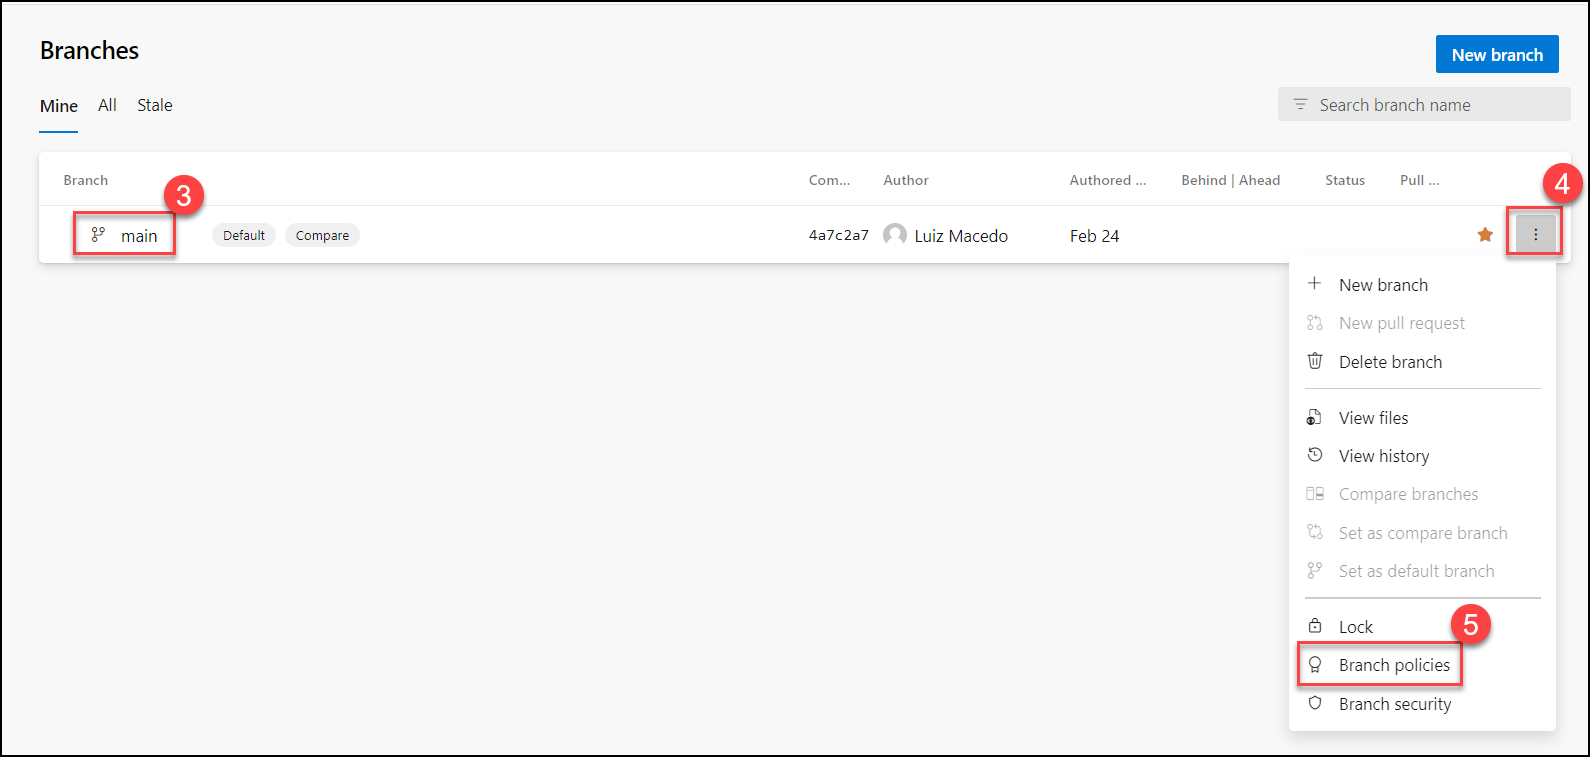 Branches
New branch
Mine All Stale
Search branch name
Branch Com... Author Authored ... Behind | Ahead Status Pull ...
3
4
main Default Compare 4a7c2a7 Luiz Macedo Feb 24
New branch
New pull request
Delete branch
View files
View history
Compare branches
Set as compare branch
Set as default branch
Lock
5
Branch policies
Branch security